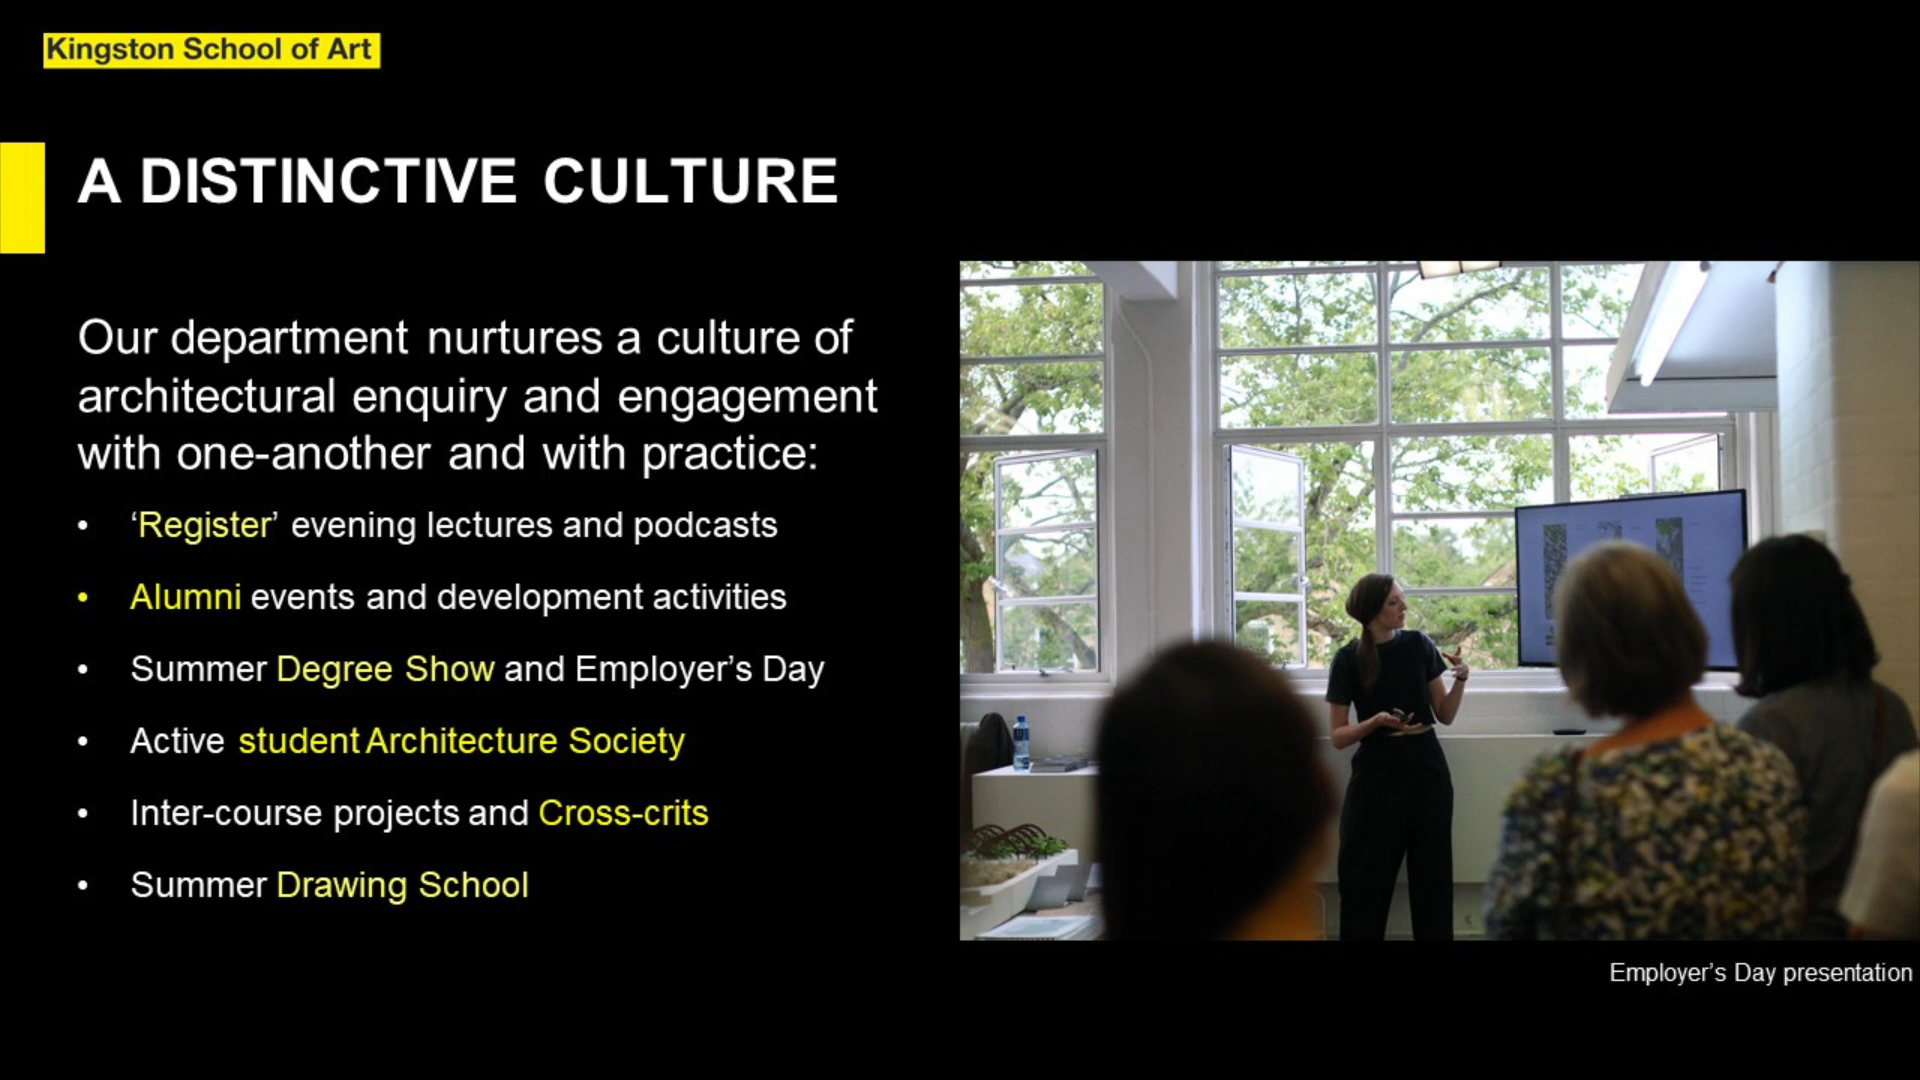 Kingston School of Art
A DISTINCTIVE CULTURE
Our department nurtures a culture of
architectural enquiry and engagement
with one-another and with practice:
• ‘Register’ evening lectures and podcasts
• Alumni events and development activities
• Summer Degree Show and Employer’s Day
• Active student Architecture Society
• Inter-course projects and Cross-crits
• Summer Drawing School
Employer’s Day presentation